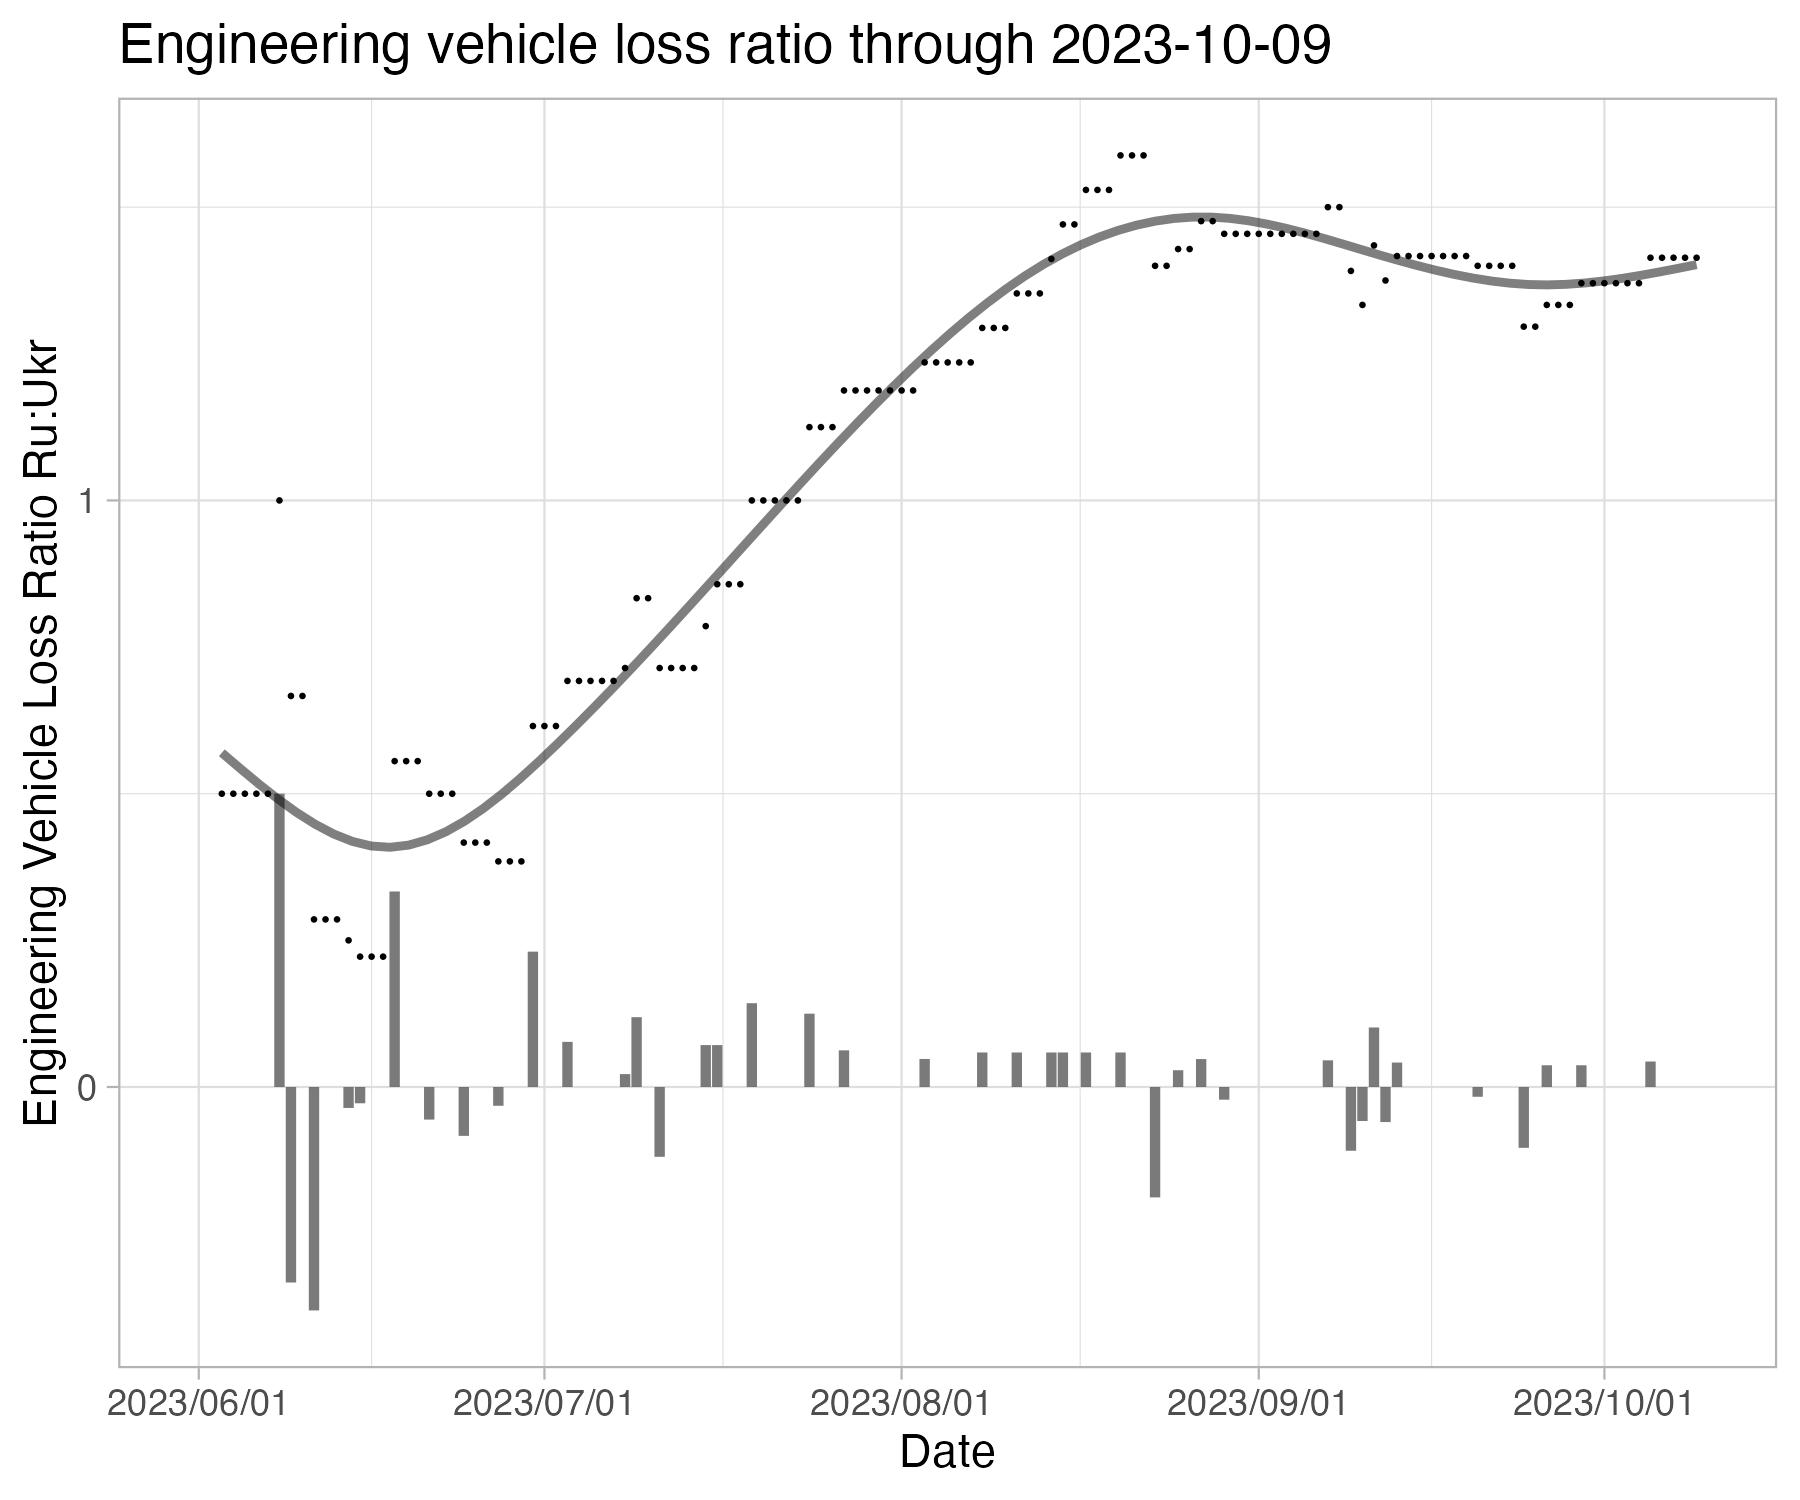 Engineering vehicle loss ratio through 2023-10-09
Engineering Vehicle Loss Ratio Ru:Ukr
1
0
2023/06/01
2023/07/01
2023/08/01
2023/09/01
2023/10/01
Date